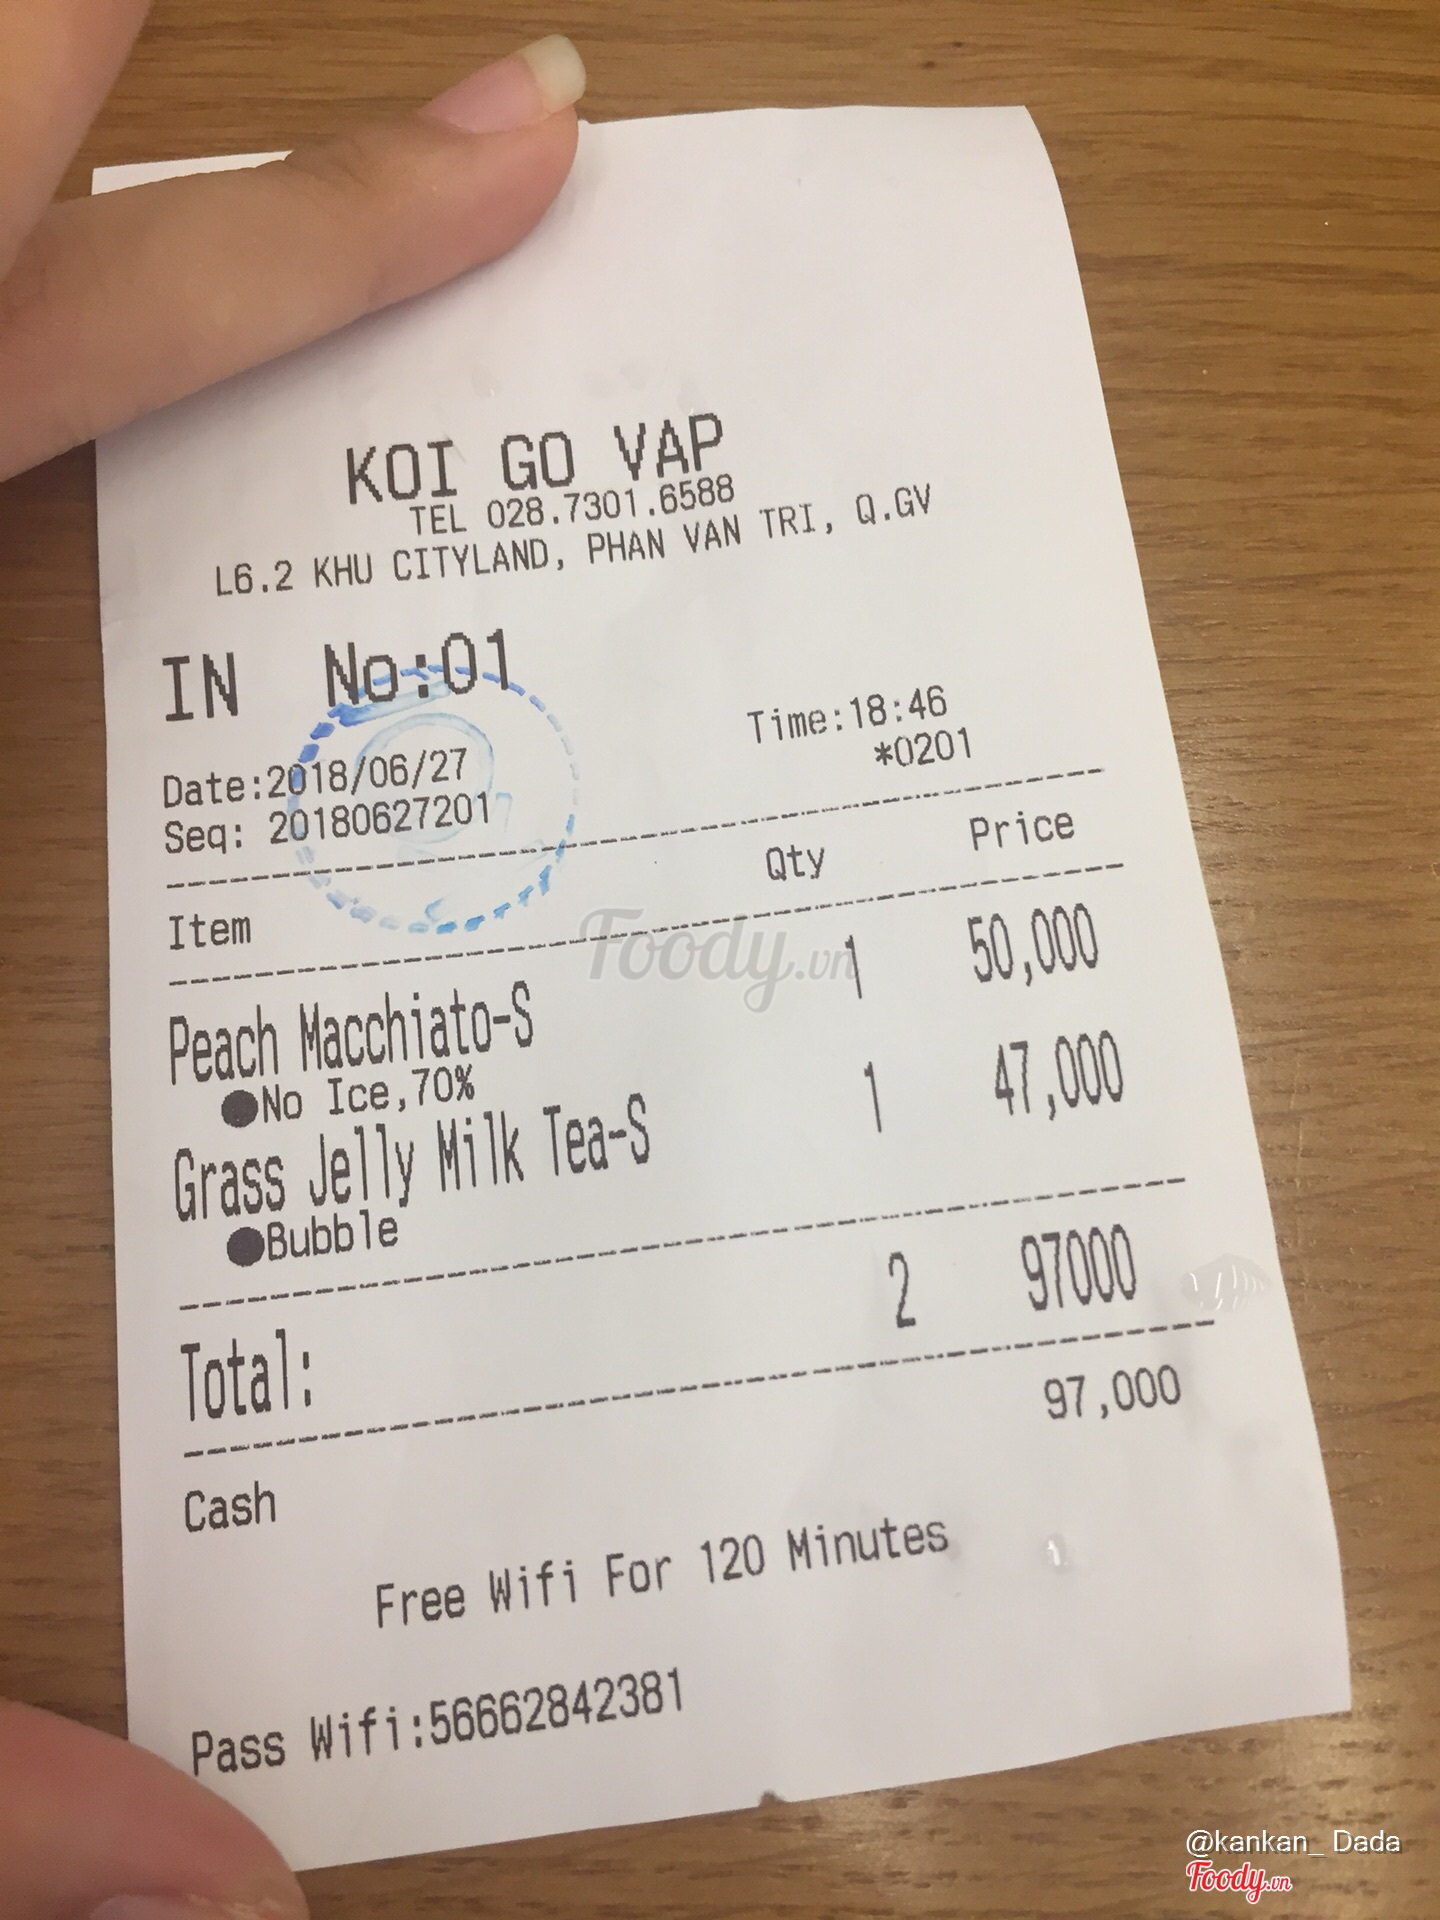 KOI GO VAP
TEL 028.7301.6588
L6.2 KHU CITYLAND, PHAN VAN TRI, Q.GV
IN No:01
Time:18:46
Date:2018/06/27 *0201
Seq: 20180627201
Item Qty Price
Peach Macchiato-S 1 50,000
●No Ice,70%
Grass Jelly Milk Tea-S 1 47,000
●Bubble
Total: 2 97000
Cash 97,000
Free Wifi For 120 Minutes
Pass Wifi:56662842381
Foody.vn
@kankan_ Dada
Foody.vn